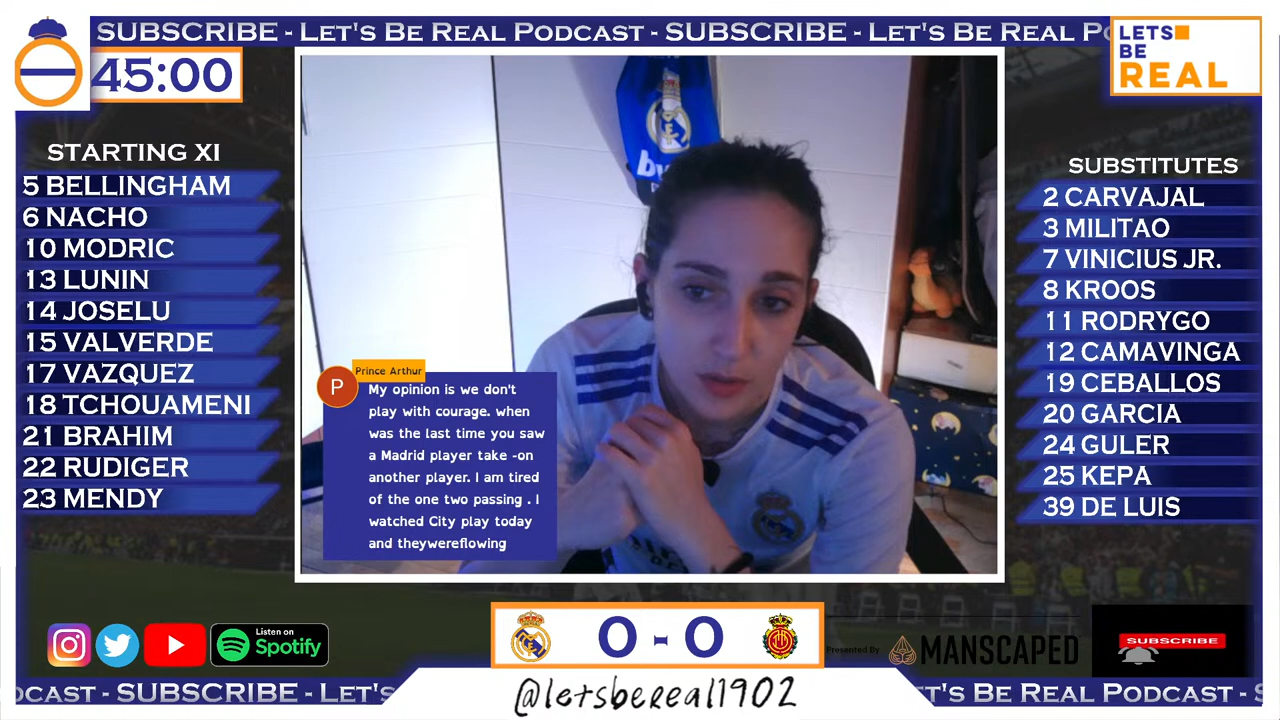 SUBSCRIBE - LET'S BE REAL PODCAST - SUBSCRIBE - LET'S BE REAL PO
45:00
LETS
BE
REAL
STARTING XI
5 BELLINGHAM
6 NACHO
10 MODRIC
13 LUNIN
14 JOSELU
15 VALVERDE
17 VAZQUEZ
18 TCHOUAMENI
21 BRAHIM
22 RUDIGER
23 MENDY
by
P
Prince Arthur
My opinion is we don't
play with courage. when
was the last time you saw
a Madrid player take -on
another player. I am tired
of the one two passing . I
watched City play today
and theywereflowing
SUBSTITUTES
2 CARVAJAL
3 MILITAO
7 VINICIUS JR.
8 KROOS
11 RODRYGO
12 CAMAVINGA
19 CEBALLOS
20 GARCIA
24 GULER
25 KEPA
39 DE LUIS
Listen on
Spotify
0 - 0
Presented By
MANSCAPED
SUBSCRIBE
DCAST - SUBSCRIBE - LET'S
@letsbereal1902
T'S BE REAL PODCAST - S